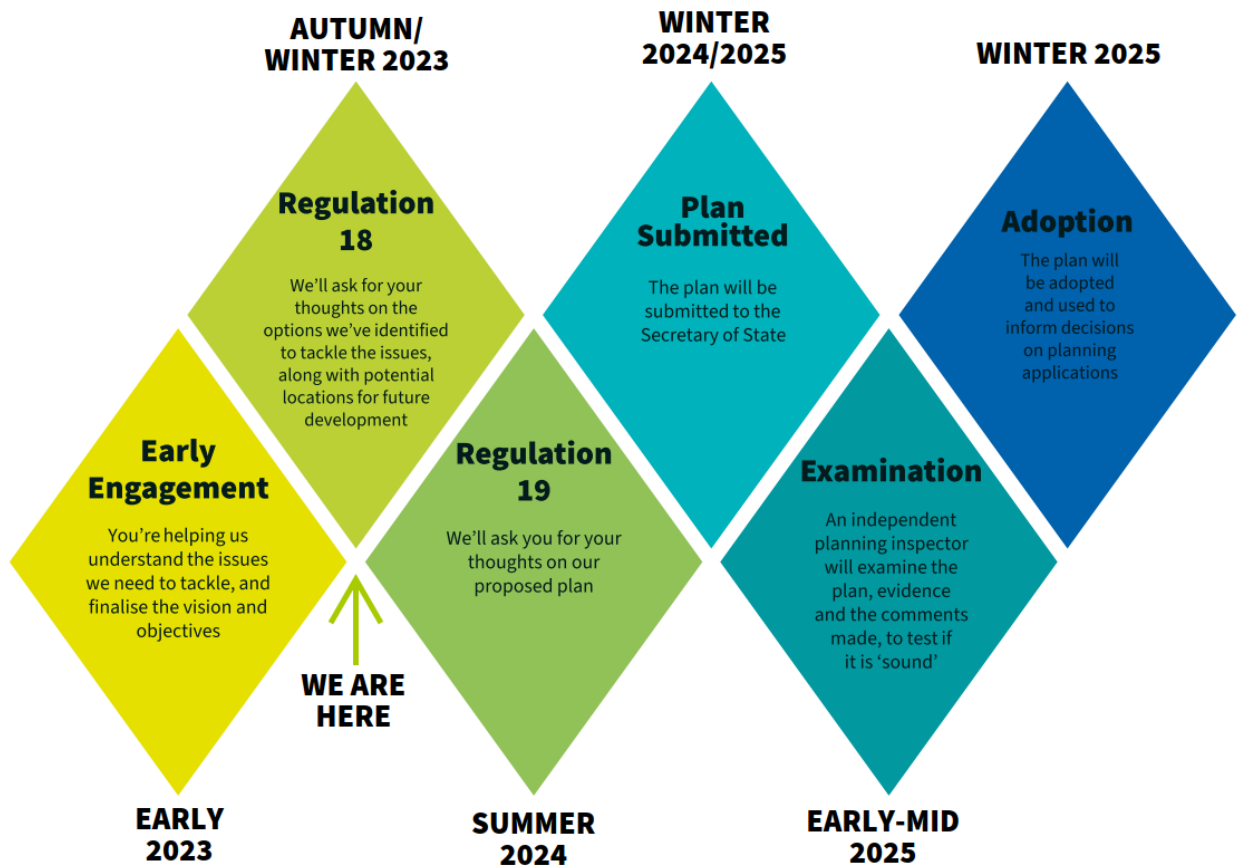 AUTUMN/
WINTER 2023
Regulation
18
We’ll ask for your
thoughts on the
options we’ve identified
to tackle the issues,
along with potential
locations for future
development
WINTER
2024/2025
Plan
Submitted
The plan will be
submitted to the
Secretary of State
WINTER 2025
Adoption
The plan will
be adopted
and used to
inform decisions
on planning
applications
Early
Engagement
You’re helping us
understand the issues
we need to tackle, and
finalise the vision and
objectives
EARLY
2023
WE ARE
HERE
Regulation
19
We’ll ask you for your
thoughts on our
proposed plan
SUMMER
2024
Examination
An independent
planning inspector
will examine the
plan, evidence
and the comments
made, to test if
it is ‘sound’
EARLY-MID
2025